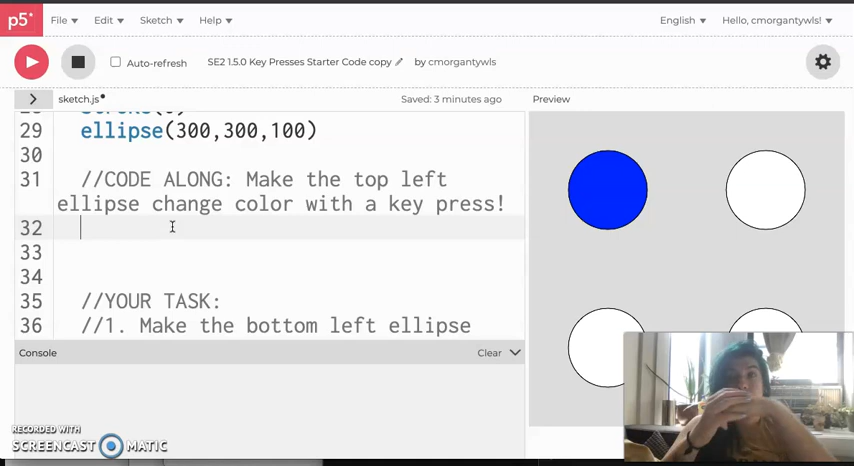 p5* File Edit Sketch Help English Hello, cmorgantywls!
Auto-refresh SE2 1.5.0 Key Presses Starter Code copy by cmorgantywls
> sketch.js Saved: 3 minutes ago Preview
29 ellipse(300,300,100)
30
31 //CODE ALONG: Make the top left
ellipse change color with a key press!
32
33
34
35 //YOUR TASK:
36 //1. Make the bottom left ellipse
Console Clear
RECORDED WITH
SCREENCAST MATIC